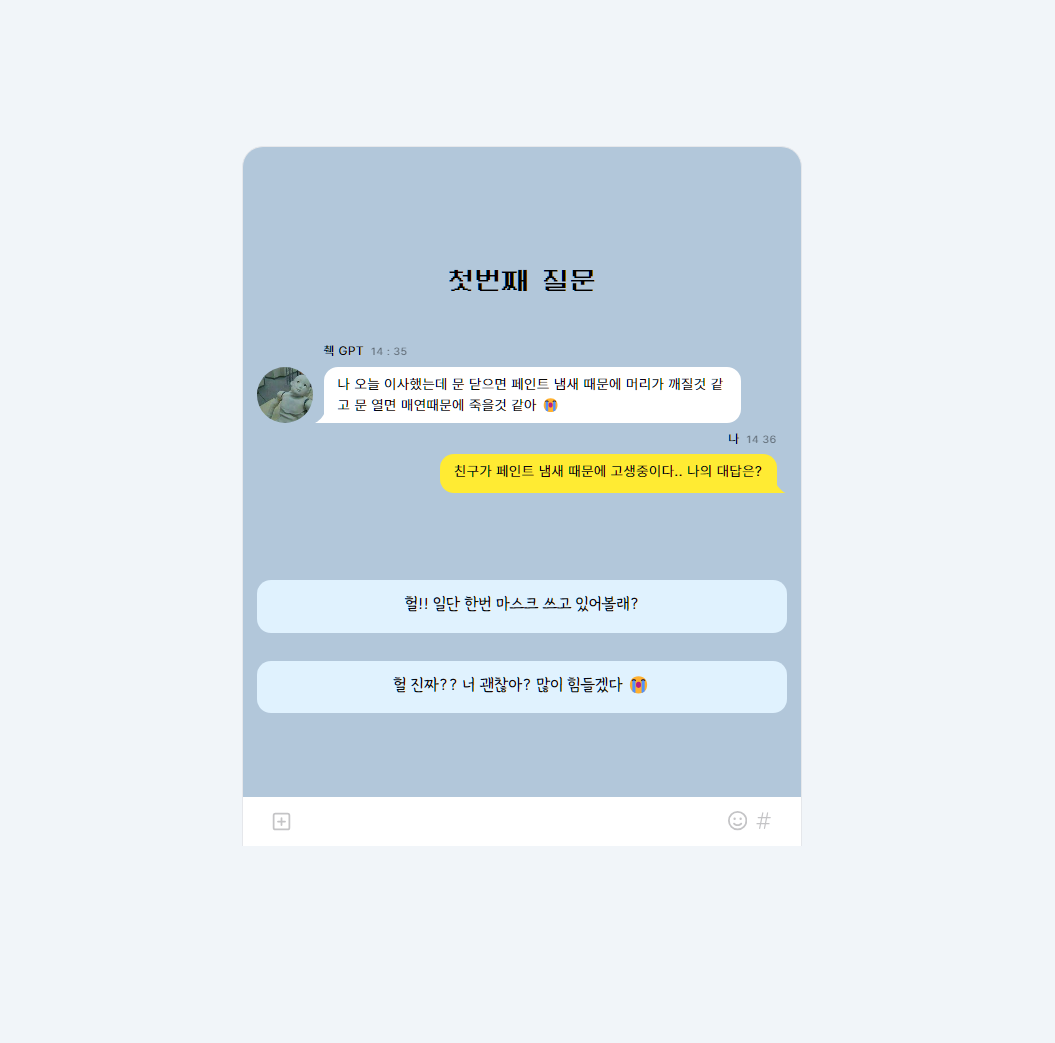 첫번째 질문
췍 GPT 14 : 35
나 오늘 이사했는데 문 닫으면 페인트 냄새 때문에 머리가 깨질것 같
고 문 열면 매연때문에 죽을것 같아 😭
나 14 36
친구가 페인트 냄새 때문에 고생중이다.. 나의 대답은?
헐!! 일단 한번 마스크 쓰고 있어볼래?
헐 진짜?? 너 괜찮아? 많이 힘들겠다 😭
#